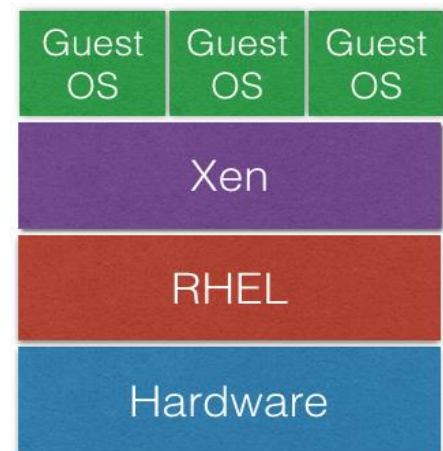 Guest Guest Guest
OS OS OS
Xen
RHEL
Hardware